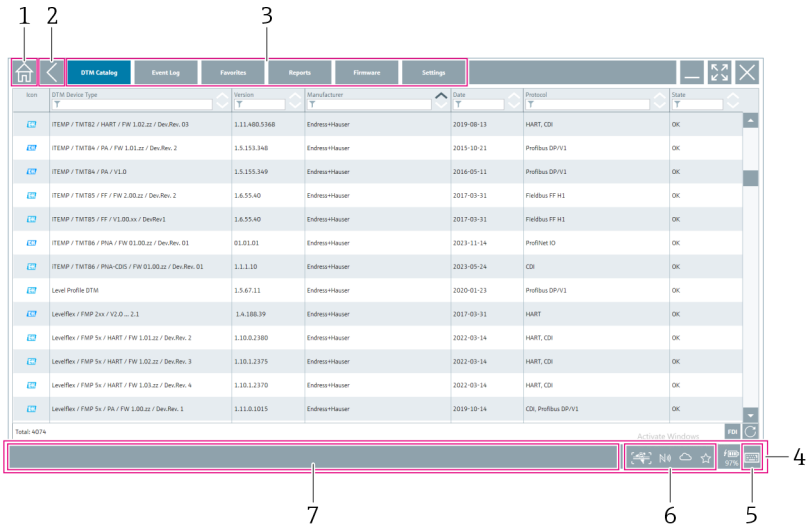 1 2 3
DTM Catalog Event Log Favorites Reports Firmware Settings
Icon DTM Device Type Version Manufacturer Date Protocol State
iTEMP / TMT82 / HART / FW 1.02.zz / Dev.Rev. 03 1.11.480.5368 Endress+Hauser 2019-08-13 HART, CDI OK
iTEMP / TMT84 / PA / FW 1.01.zz / Dev.Rev. 2 1.5.153.348 Endress+Hauser 2015-10-21 Profibus DP/V1 OK
iTEMP / TMT84 / PA / V1.0 1.5.155.349 Endress+Hauser 2016-05-11 Profibus DP/V1 OK
iTEMP / TMT85 / FF / FW 2.00.zz / Dev.Rev. 2 1.6.55.40 Endress+Hauser 2017-03-31 Fieldbus FF H1 OK
iTEMP / TMT85 / FF / V1.00.xx / DevRev1 1.6.55.40 Endress+Hauser 2017-03-31 Fieldbus FF H1 OK
iTEMP / TMT86 / PNA / FW 01.00.zz / Dev.Rev. 01 01.01.01 Endress+Hauser 2023-11-14 ProfiNet IO OK
iTEMP / TMT86 / PNA-CDIS / FW 01.00.zz / Dev.Rev. 01 1.1.1.10 Endress+Hauser 2023-05-24 CDI OK
Level Profile DTM 1.5.67.11 Endress+Hauser 2020-01-23 Profibus DP/V1 OK
Levelflex / FMP 2xx / V2.0 ... 2.1 1.4.188.39 Endress+Hauser 2017-03-31 HART OK
Levelflex / FMP 5x / HART / FW 1.01.zz / Dev.Rev. 2 1.10.0.2380 Endress+Hauser 2022-03-14 HART, CDI OK
Levelflex / FMP 5x / HART / FW 1.02.zz / Dev.Rev. 3 1.10.1.2375 Endress+Hauser 2022-03-14 HART, CDI OK
Levelflex / FMP 5x / HART / FW 1.03.zz / Dev.Rev. 4 1.10.1.2370 Endress+Hauser 2022-03-14 HART, CDI OK
Levelflex / FMP 5x / PA / FW 1.00.zz / Dev.Rev. 1 1.11.0.1015 Endress+Hauser 2019-10-14 CDI, Profibus DP/V1 OK
Total: 4074 Activate Windows FDI
97% 4
7 6 5